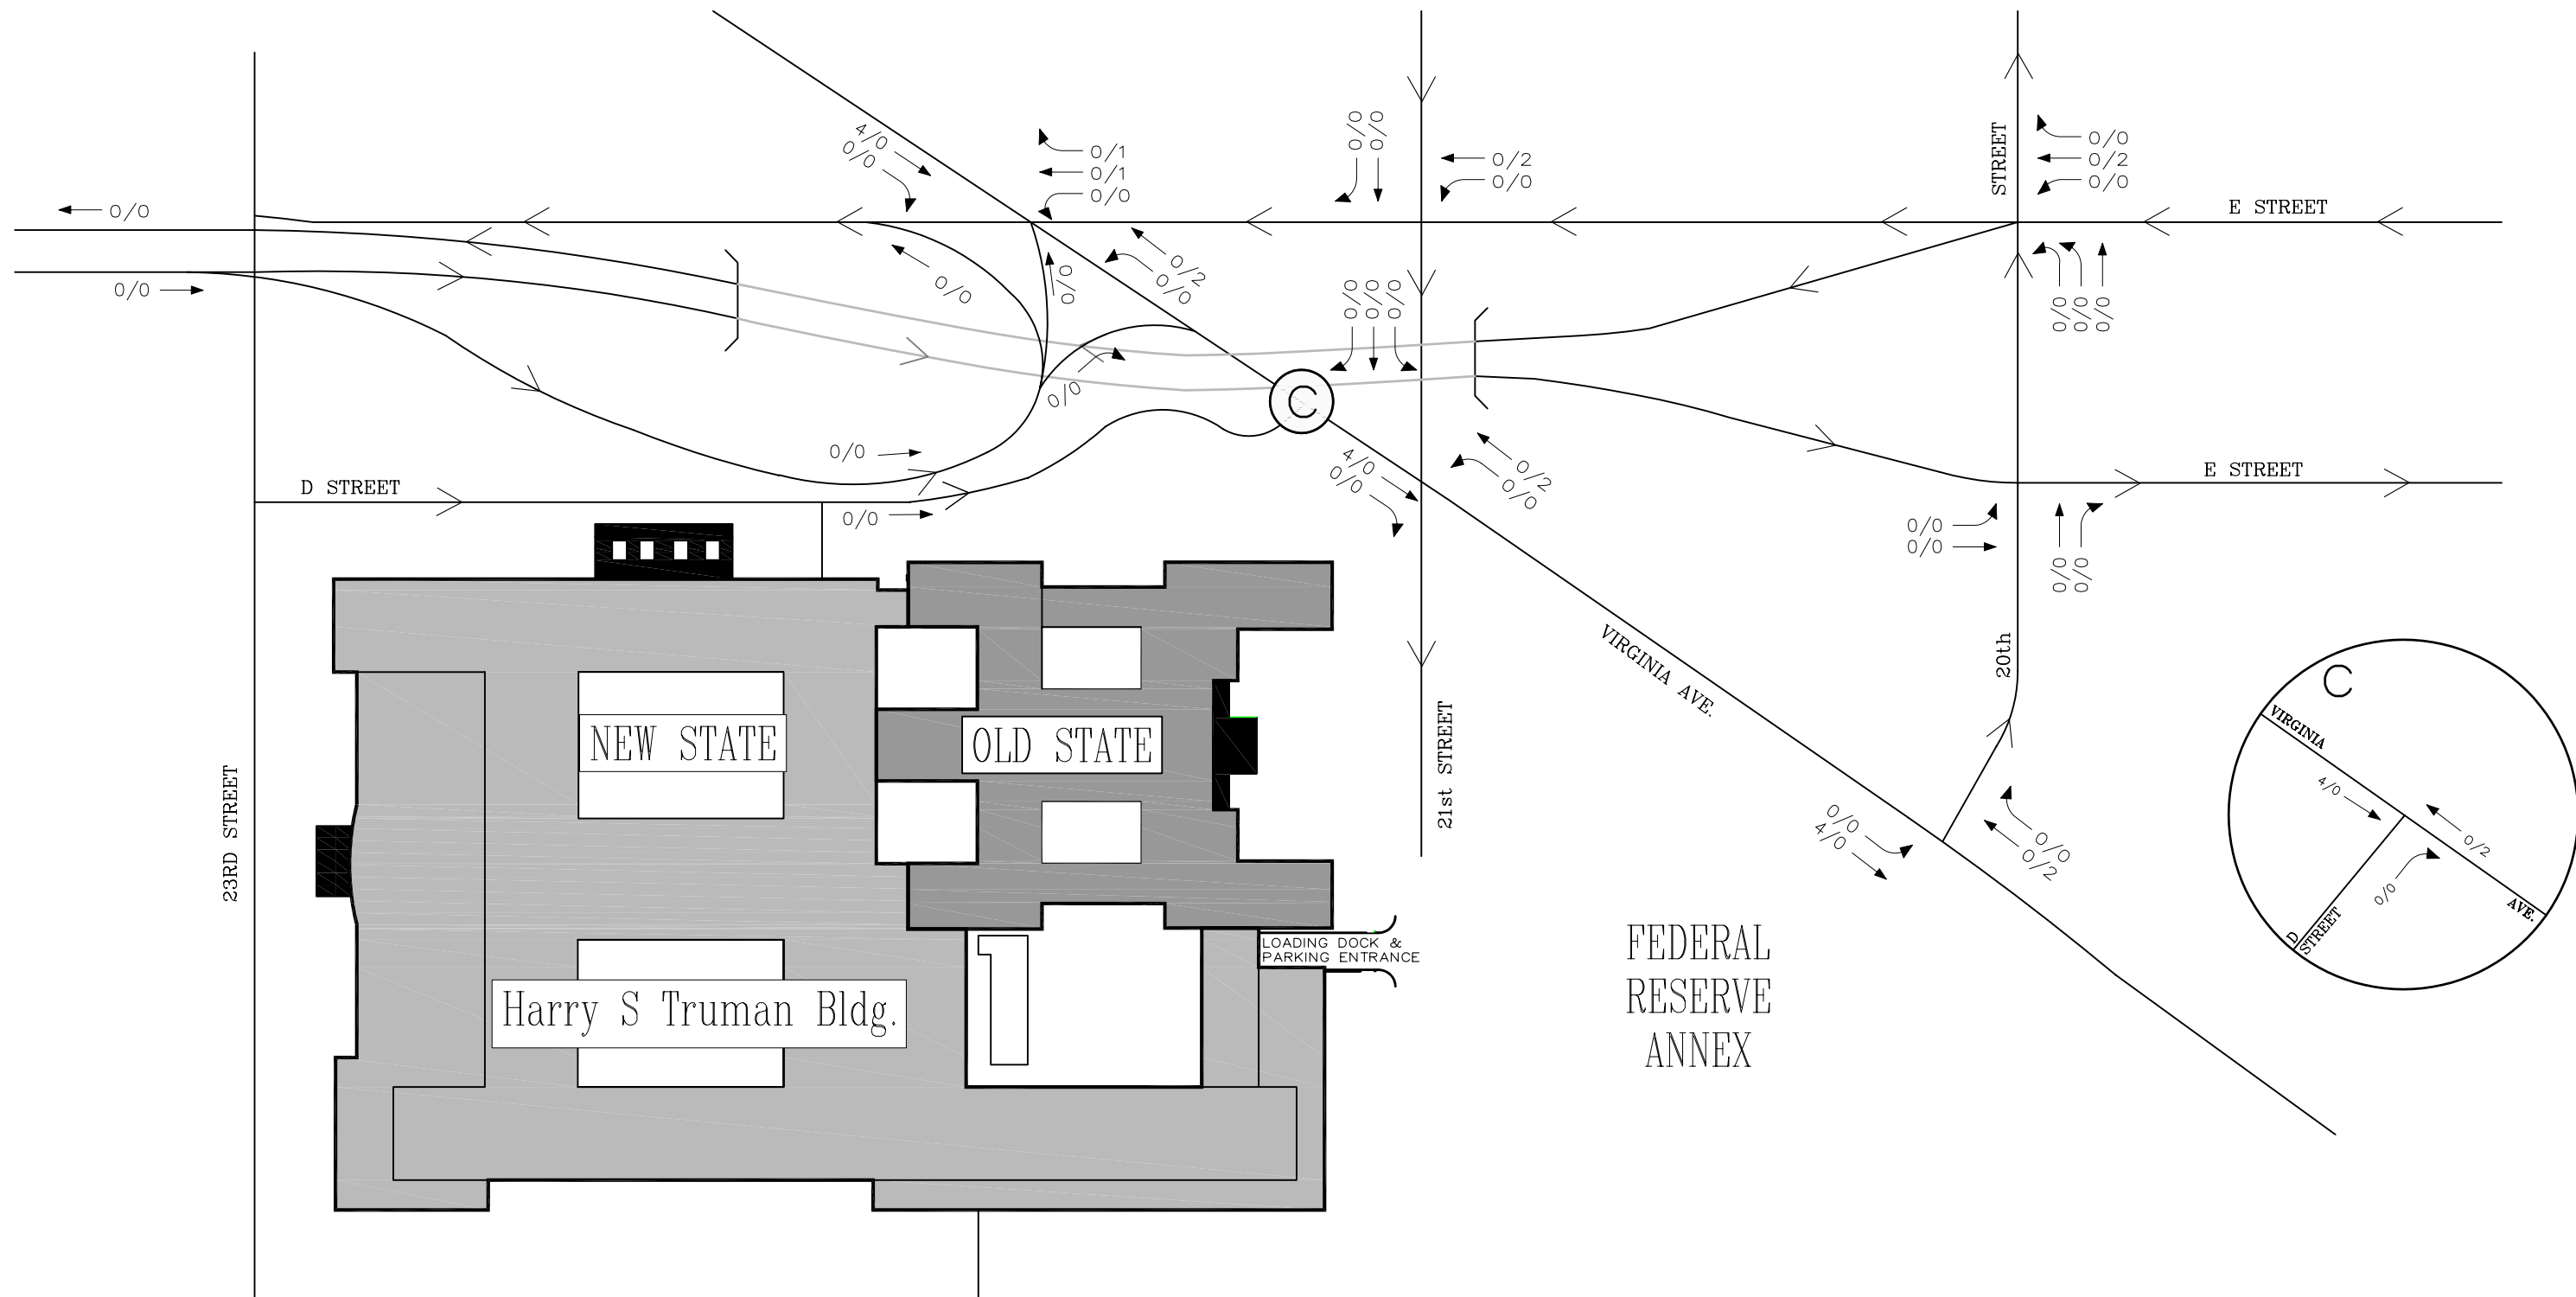 4/0
0/0
0/1
0/1
0/0
0/0
0/0
0/2
0/0
STREET
0/0
0/2
0/0
0/0
E STREET
0/0
0/0
0/0
0/2
0/0
0/0
0/0
0/0
0/0
0/0
0/0
0/0
0/0
C
0/0
D STREET
0/0
4/0
0/0
0/2
0/0
E STREET
0/0
0/0
0/0
0/0
20th
VIRGINIA AVE.
NEW STATE
OLD STATE
21st STREET
23RD STREET
0/0
4/0
0/0
0/2
C
VIRGINIA
4/0
0/2
0/0
AVE.
D
STREET
LOADING DOCK &
PARKING ENTRANCE
FEDERAL
RESERVE
ANNEX
Harry S Truman Bldg.
1